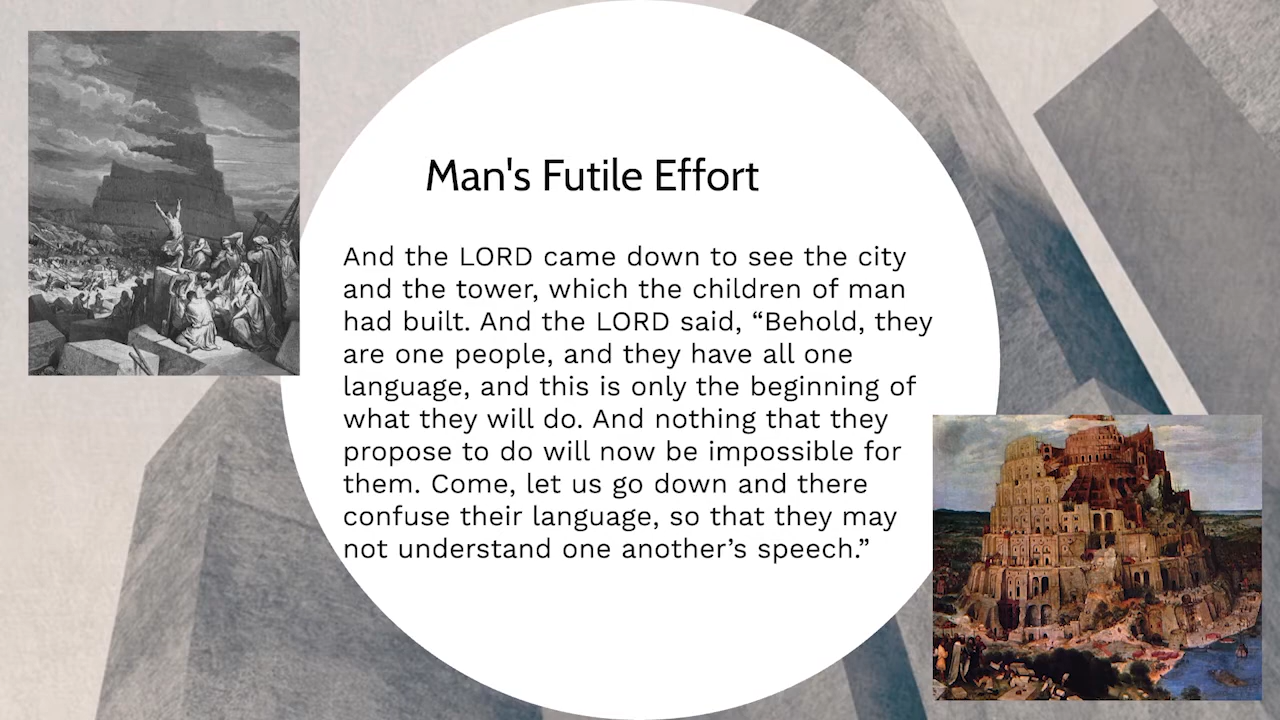 Man's Futile Effort
And the LORD came down to see the city
and the tower, which the children of man
had built. And the LORD said, “Behold, they
are one people, and they have all one
language, and this is only the beginning of
what they will do. And nothing that they
propose to do will now be impossible for
them. Come, let us go down and there
confuse their language, so that they may
not understand one another’s speech.”